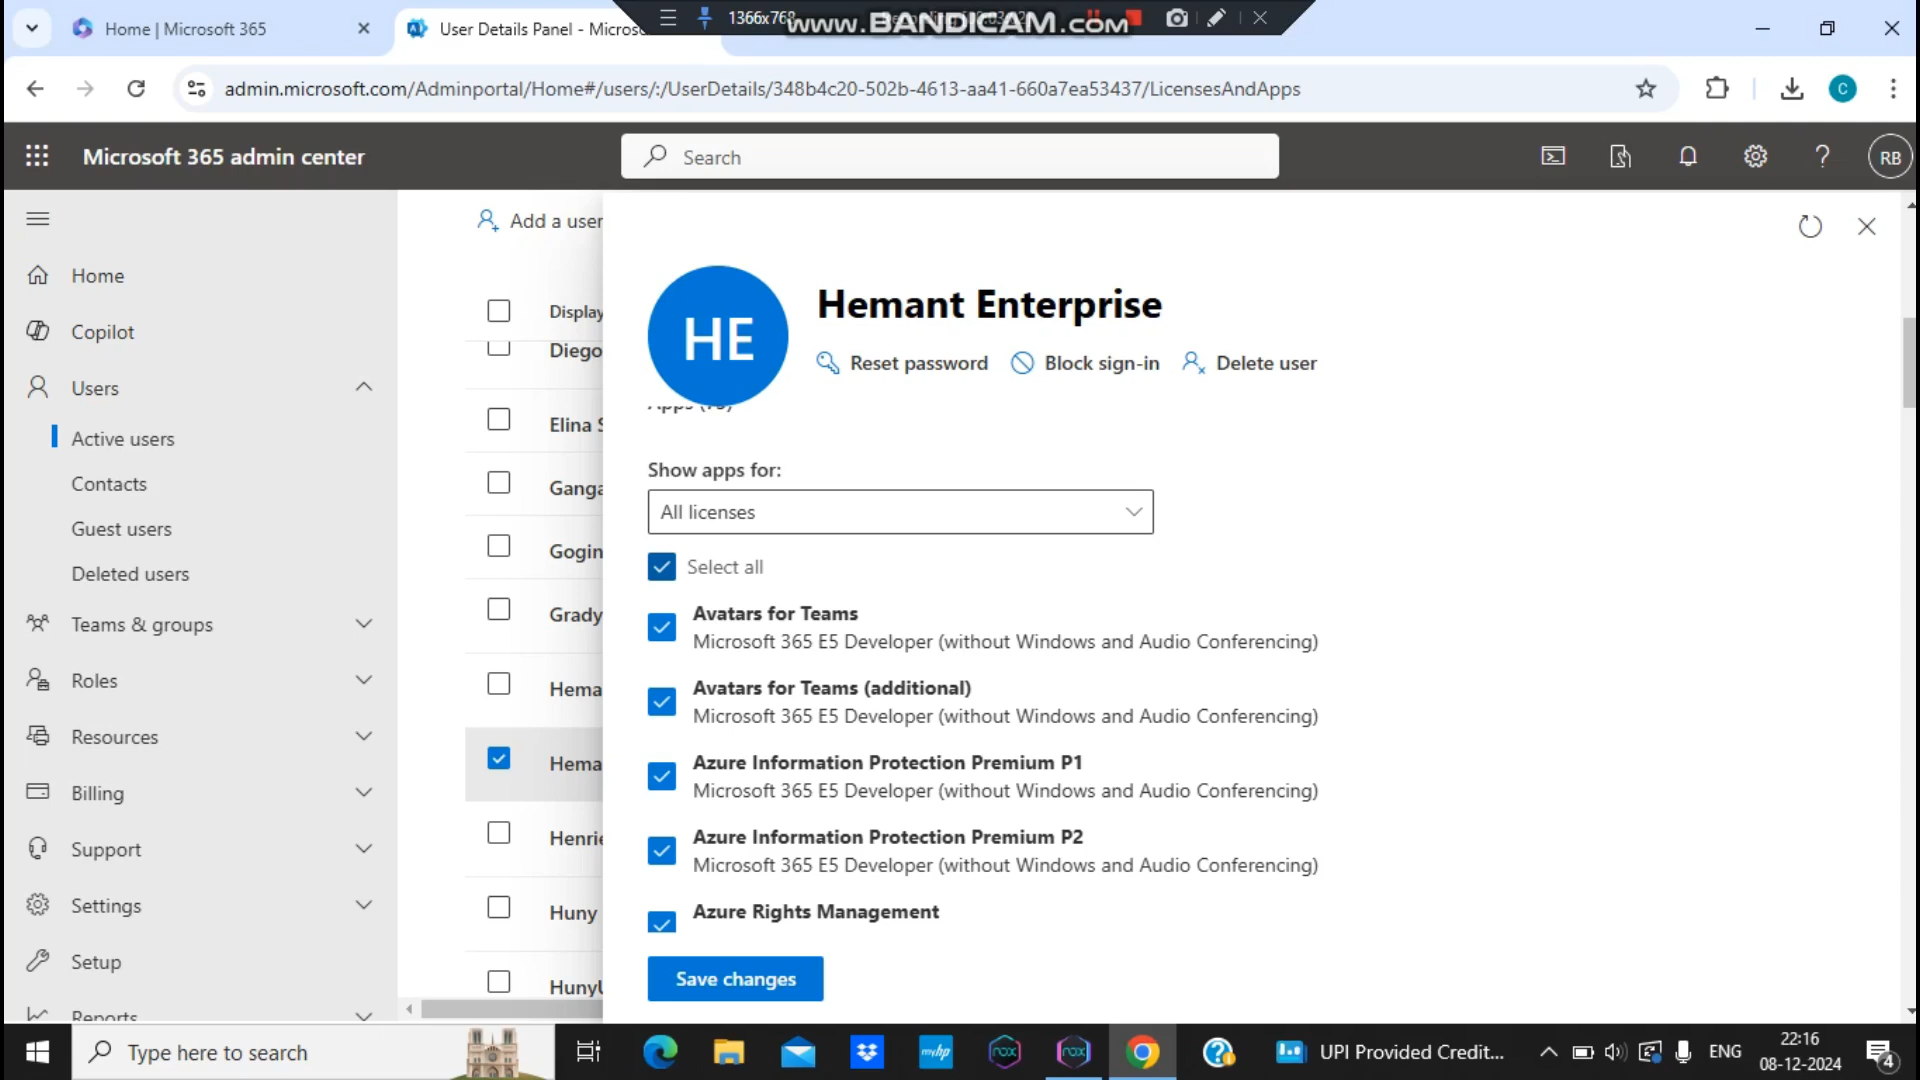 Home | Microsoft 365
User Details Panel - Micros
1366x768
www.BANDICAM.com
admin.microsoft.com/Adminportal/Home#/users/:/UserDetails/348b4c20-502b-4613-aa41-660a7ea53437/LicensesAndApps
C
Microsoft 365 admin center
Search
RB
Home
Copilot
Users
Active users
Contacts
Guest users
Deleted users
Teams & groups
Roles
Resources
Billing
Support
Settings
Setup
Reports
Add a user
Display
Diego
Elina S
Ganga
Gogin
Grady
Hema
Hema
Henrie
Huny
HunyU
HE
Hemant Enterprise
Reset password
Block sign-in
Delete user
Show apps for:
All licenses
Select all
Avatars for Teams
Microsoft 365 E5 Developer (without Windows and Audio Conferencing)
Avatars for Teams (additional)
Microsoft 365 E5 Developer (without Windows and Audio Conferencing)
Azure Information Protection Premium P1
Microsoft 365 E5 Developer (without Windows and Audio Conferencing)
Azure Information Protection Premium P2
Microsoft 365 E5 Developer (without Windows and Audio Conferencing)
Azure Rights Management
Save changes
Type here to search
myhp
nox
nox
UPI Provided Credit...
ENG
22:16
08-12-2024
4